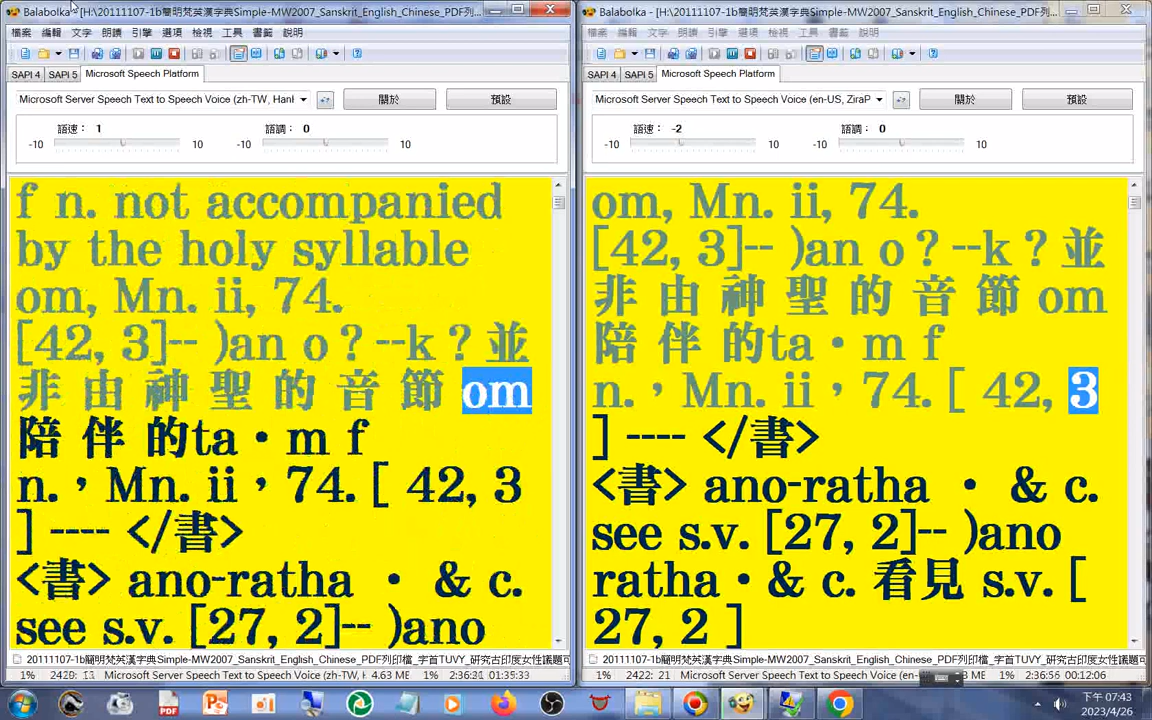 Balabolka - [H:\20111107-1b簡明梵英漢字典Simple-MW2007_Sanskrit_English_Chinese_PDF列...
檔案 編輯 文字 朗讀 引擎 選項 檢視 工具 書籤 說明
SAPI 4 SAPI 5 Microsoft Speech Platform
Microsoft Server Speech Text to Speech Voice (zh-TW, Hanl 關於 預設
語速： 1 語調： 0
-10 10 -10 10
f n. not accompanied
by the holy syllable
om, Mn. ii, 74.
[42, 3]-- )an o？--k？並
非 由 神 聖 的 音 節 om
陪 伴 的ta・m f
n.，Mn. ii，74. [ 42, 3
] ---- </書>
<書> ano-ratha ・ & c.
see s.v. [27, 2]-- )ano
20111107-1b簡明梵英漢字典Simple-MW2007_Sanskrit_English_Chinese_PDF列印檔_字首TUVY_研究古印度女性議題可
1% Microsoft Server Speech Text to Speech Voice (zh-TW, H 4.63 MB 1% 2:36:31 01:35:33
Balabolka - [H:\20111107-1b簡明梵英漢字典Simple-MW2007_Sanskrit_English_Chinese_PDF列印...
檔案 編輯 文字 朗讀 引擎 選項 檢視 工具 書籤 說明
SAPI 4 SAPI 5 Microsoft Speech Platform
Microsoft Server Speech Text to Speech Voice (en-US, ZiraP 關於 預設
語速： -2 語調： 0
-10 10 -10 10
om, Mn. ii, 74.
[42, 3]-- )an o？--k？並
非 由 神 聖 的 音 節 om
陪 伴 的ta・m f
n.，Mn. ii，74. [ 42, 3
] ---- </書>
<書> ano-ratha ・ & c.
see s.v. [27, 2]-- )ano
ratha・& c. 看見 s.v. [
27, 2 ]
20111107-1b簡明梵英漢字典Simple-MW2007_Sanskrit_English_Chinese_PDF列印檔_字首TUVY_研究古印度女性議題可
1% 2422: 21 Microsoft Server Speech Text to Speech Voice (en-US, Z 1% 2:36:56 00:12:06
下午 07:43
2023/4/26